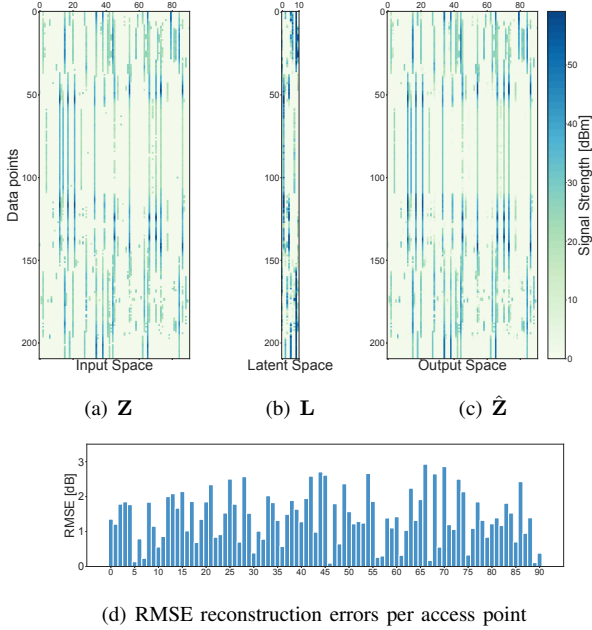 0 20 40 60 80
0 10
0 20 40 60 80
0
50
100
150
200
Data points
Input Space
0
50
100
150
200
Latent Space
0
50
100
150
200
Output Space
50
40
30
20
10
0
Signal Strength [dBm]
(a) Z
(b) L
(c) Ẑ
3
2
1
0
RMSE [dB]
0 5 10 15 20 25 30 35 40 45 50 55 60 65 70 75 80 85 90
(d) RMSE reconstruction errors per access point